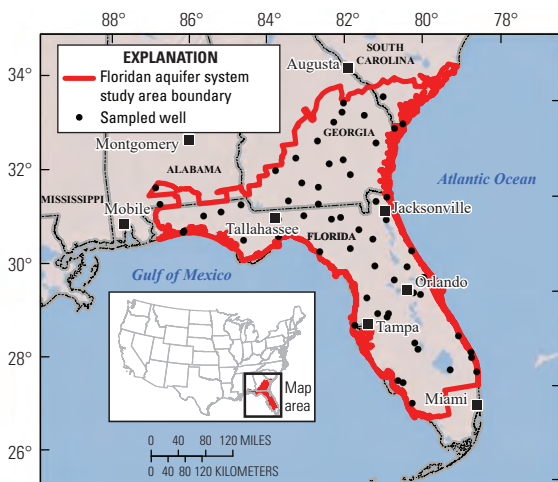 88° 86° 84° 82° 80° 78°
34°
32°
30°
28°
26°
EXPLANATION
Floridan aquifer system
study area boundary
Sampled well
SOUTH
CAROLINA
Augusta
GEORGIA
Montgomery
ALABAMA
MISSISSIPPI
Mobile
Tallahassee
Jacksonville
Atlantic Ocean
FLORIDA
Gulf of Mexico
Orlando
Tampa
Map
area
Miami
0 40 80 120 MILES
0 40 80 120 KILOMETERS